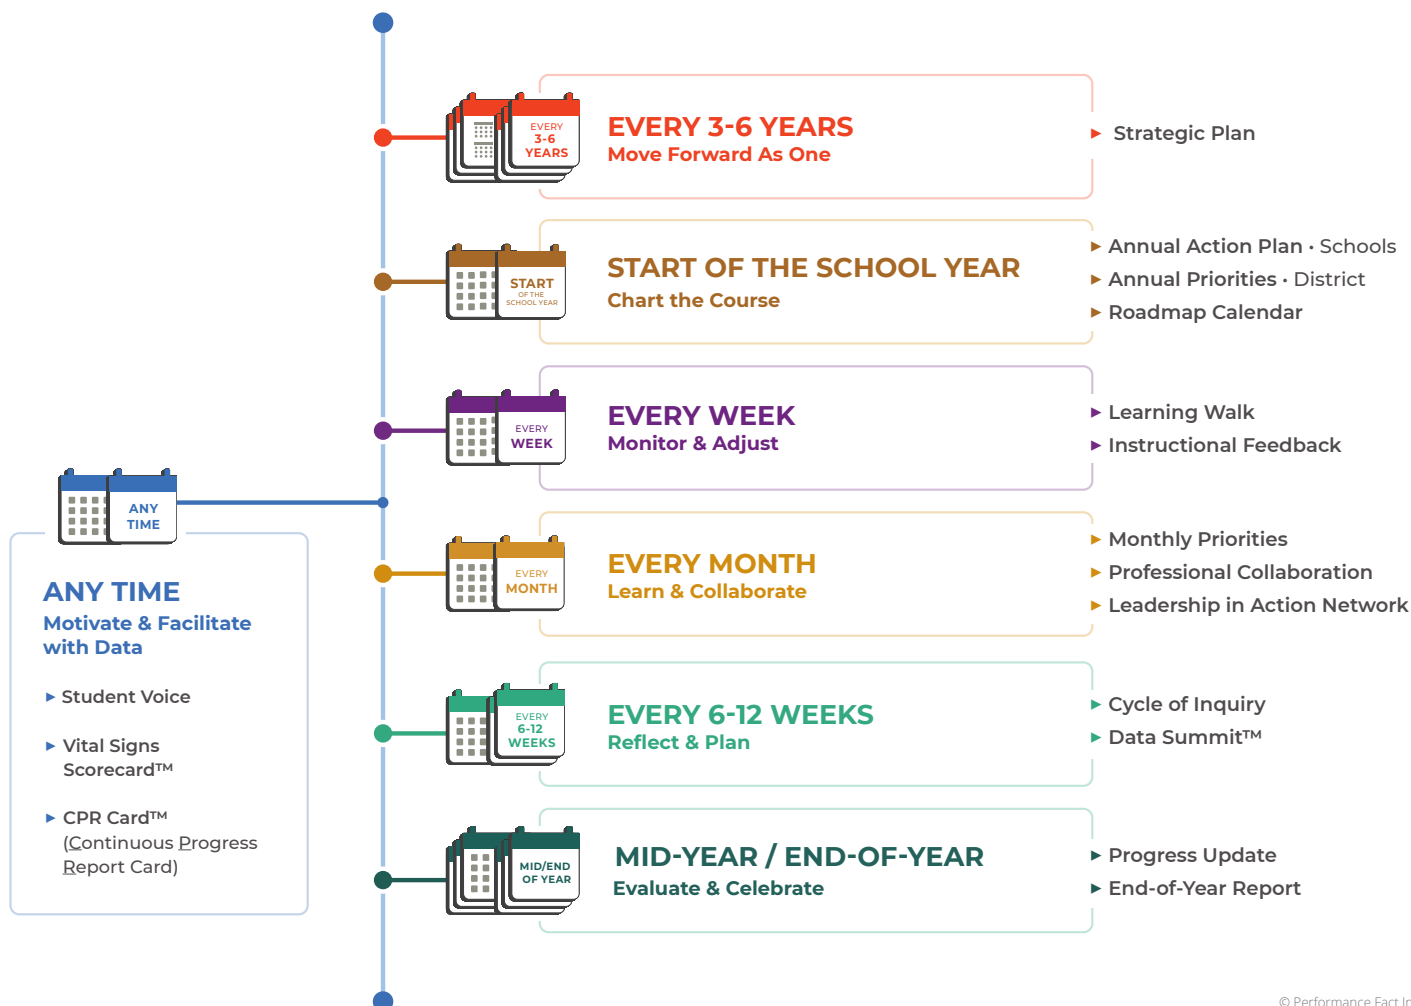 EVERY
3-6
YEARS
EVERY 3-6 YEARS
Move Forward As One
► Strategic Plan
START
OF THE
SCHOOL YEAR
START OF THE SCHOOL YEAR
Chart the Course
► Annual Action Plan · Schools
► Annual Priorities · District
► Roadmap Calendar
EVERY
WEEK
EVERY WEEK
Monitor & Adjust
► Learning Walk
► Instructional Feedback
ANY
TIME
ANY TIME
Motivate & Facilitate
with Data
► Student Voice
► Vital Signs
Scorecard™
► CPR Card™
(Continuous Progress
Report Card)
EVERY
MONTH
EVERY MONTH
Learn & Collaborate
► Monthly Priorities
► Professional Collaboration
► Leadership in Action Network
EVERY
6-12
WEEKS
EVERY 6-12 WEEKS
Reflect & Plan
► Cycle of Inquiry
► Data Summit™
MID/END
OF YEAR
MID-YEAR / END-OF-YEAR
Evaluate & Celebrate
► Progress Update
► End-of-Year Report
© Performance Fact